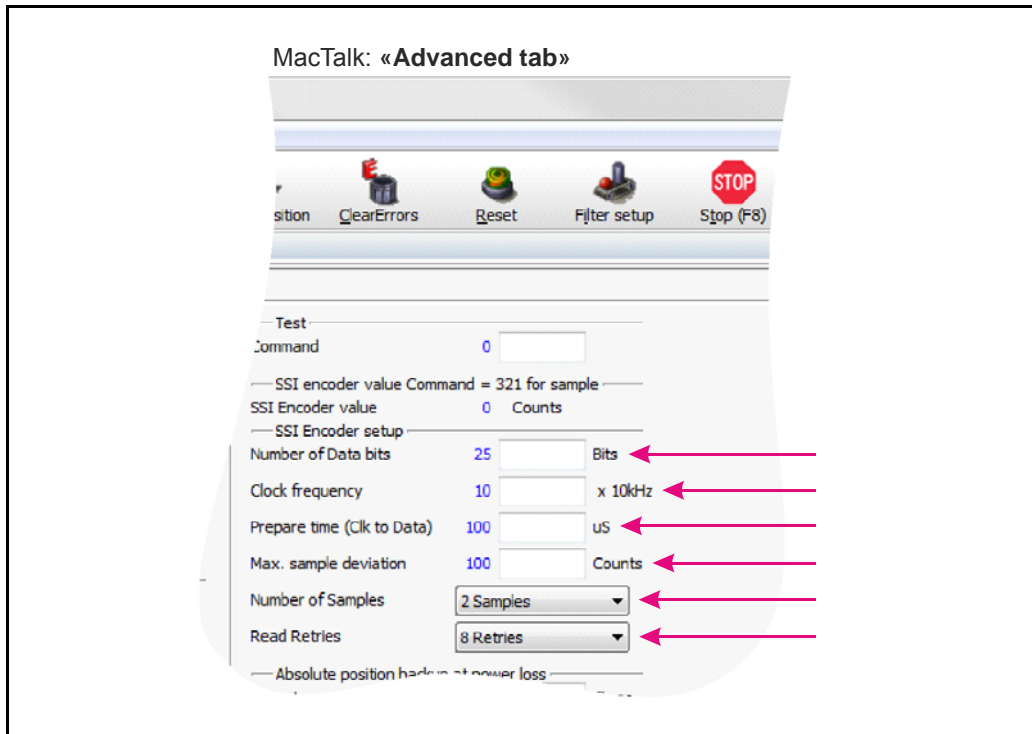 MacTalk: «Advanced tab»
sition ClearErrors Reset Filter setup Stop (F8)
STOP
Test
Command 0
SSI encoder value Command = 321 for sample
SSI Encoder value 0 Counts
SSI Encoder setup
Number of Data bits 25 Bits
Clock frequency 10 x 10kHz
Prepare time (Clk to Data) 100 uS
Max. sample deviation 100 Counts
Number of Samples 2 Samples
Read Retries 8 Retries
Absolute position backup at power loss